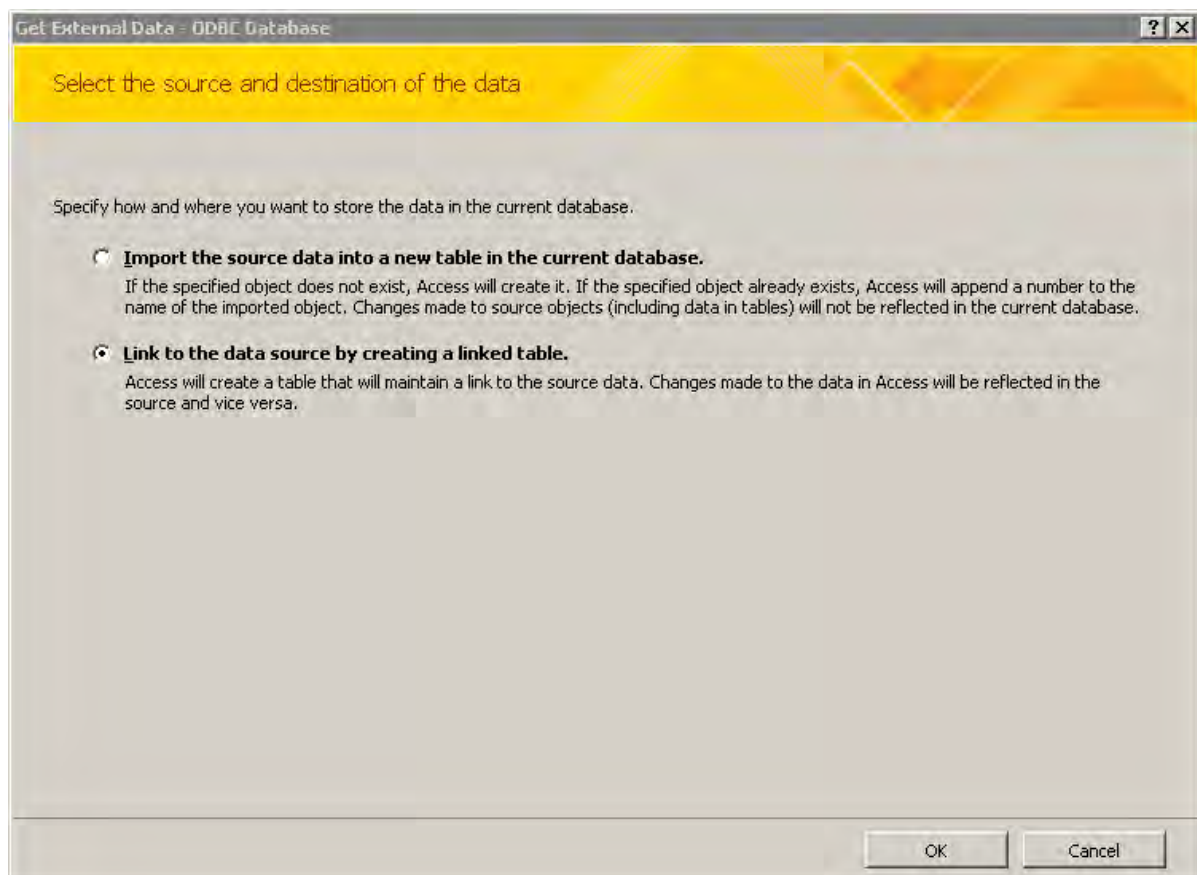 Get External Data - ODBC Database
Select the source and destination of the data
Specify how and where you want to store the data in the current database.
Import the source data into a new table in the current database.
If the specified object does not exist, Access will create it. If the specified object already exists, Access will append a number to the
name of the imported object. Changes made to source objects (including data in tables) will not be reflected in the current database.
Link to the data source by creating a linked table.
Access will create a table that will maintain a link to the source data. Changes made to the data in Access will be reflected in the
source and vice versa.
OK Cancel